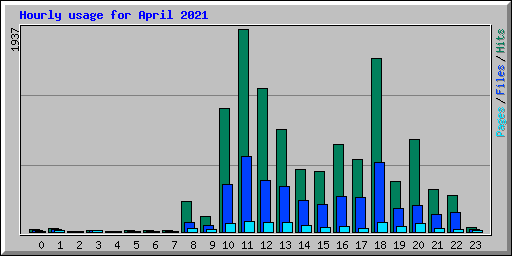 Hourly usage for April 2021
1937
Pages/Files/Hits
0 1 2 3 4 5 6 7 8 9 10 11 12 13 14 15 16 17 18 19 20 21 22 23